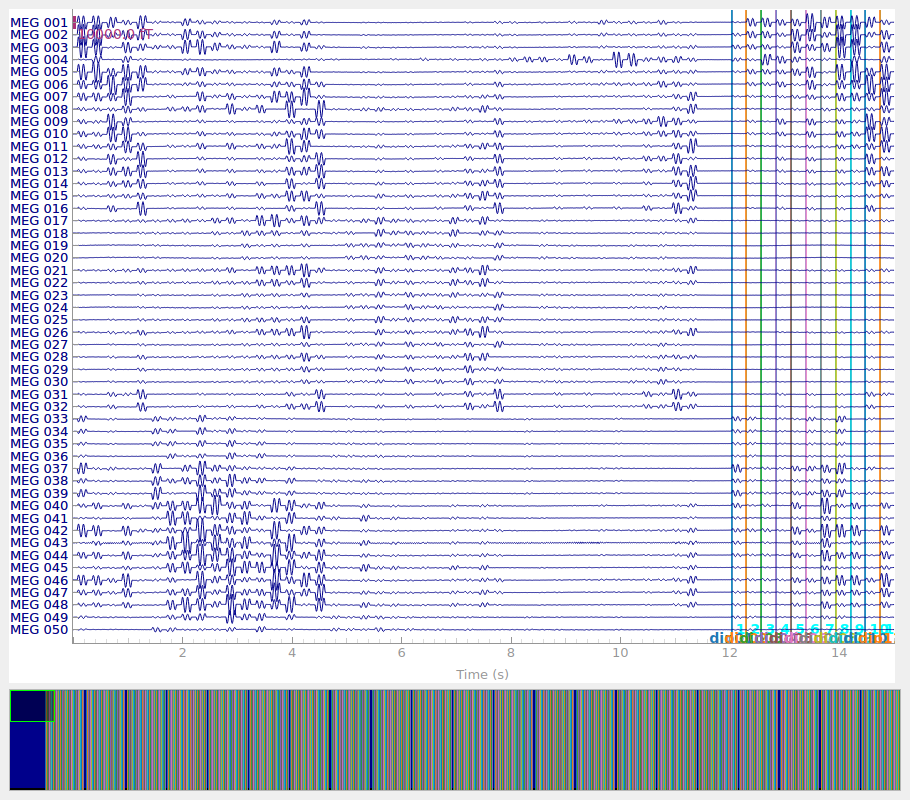 MEG 001
MEG 002
MEG 003
MEG 004
MEG 005
MEG 006
MEG 007
MEG 008
MEG 009
MEG 010
MEG 011
MEG 012
MEG 013
MEG 014
MEG 015
MEG 016
MEG 017
MEG 018
MEG 019
MEG 020
MEG 021
MEG 022
MEG 023
MEG 024
MEG 025
MEG 026
MEG 027
MEG 028
MEG 029
MEG 030
MEG 031
MEG 032
MEG 033
MEG 034
MEG 035
MEG 036
MEG 037
MEG 038
MEG 039
MEG 040
MEG 041
MEG 042
MEG 043
MEG 044
MEG 045
MEG 046
MEG 047
MEG 048
MEG 049
MEG 050
1 2 3 4 5 6 7 8 9 10
2 4 6 8 10 12 14
Time (s)